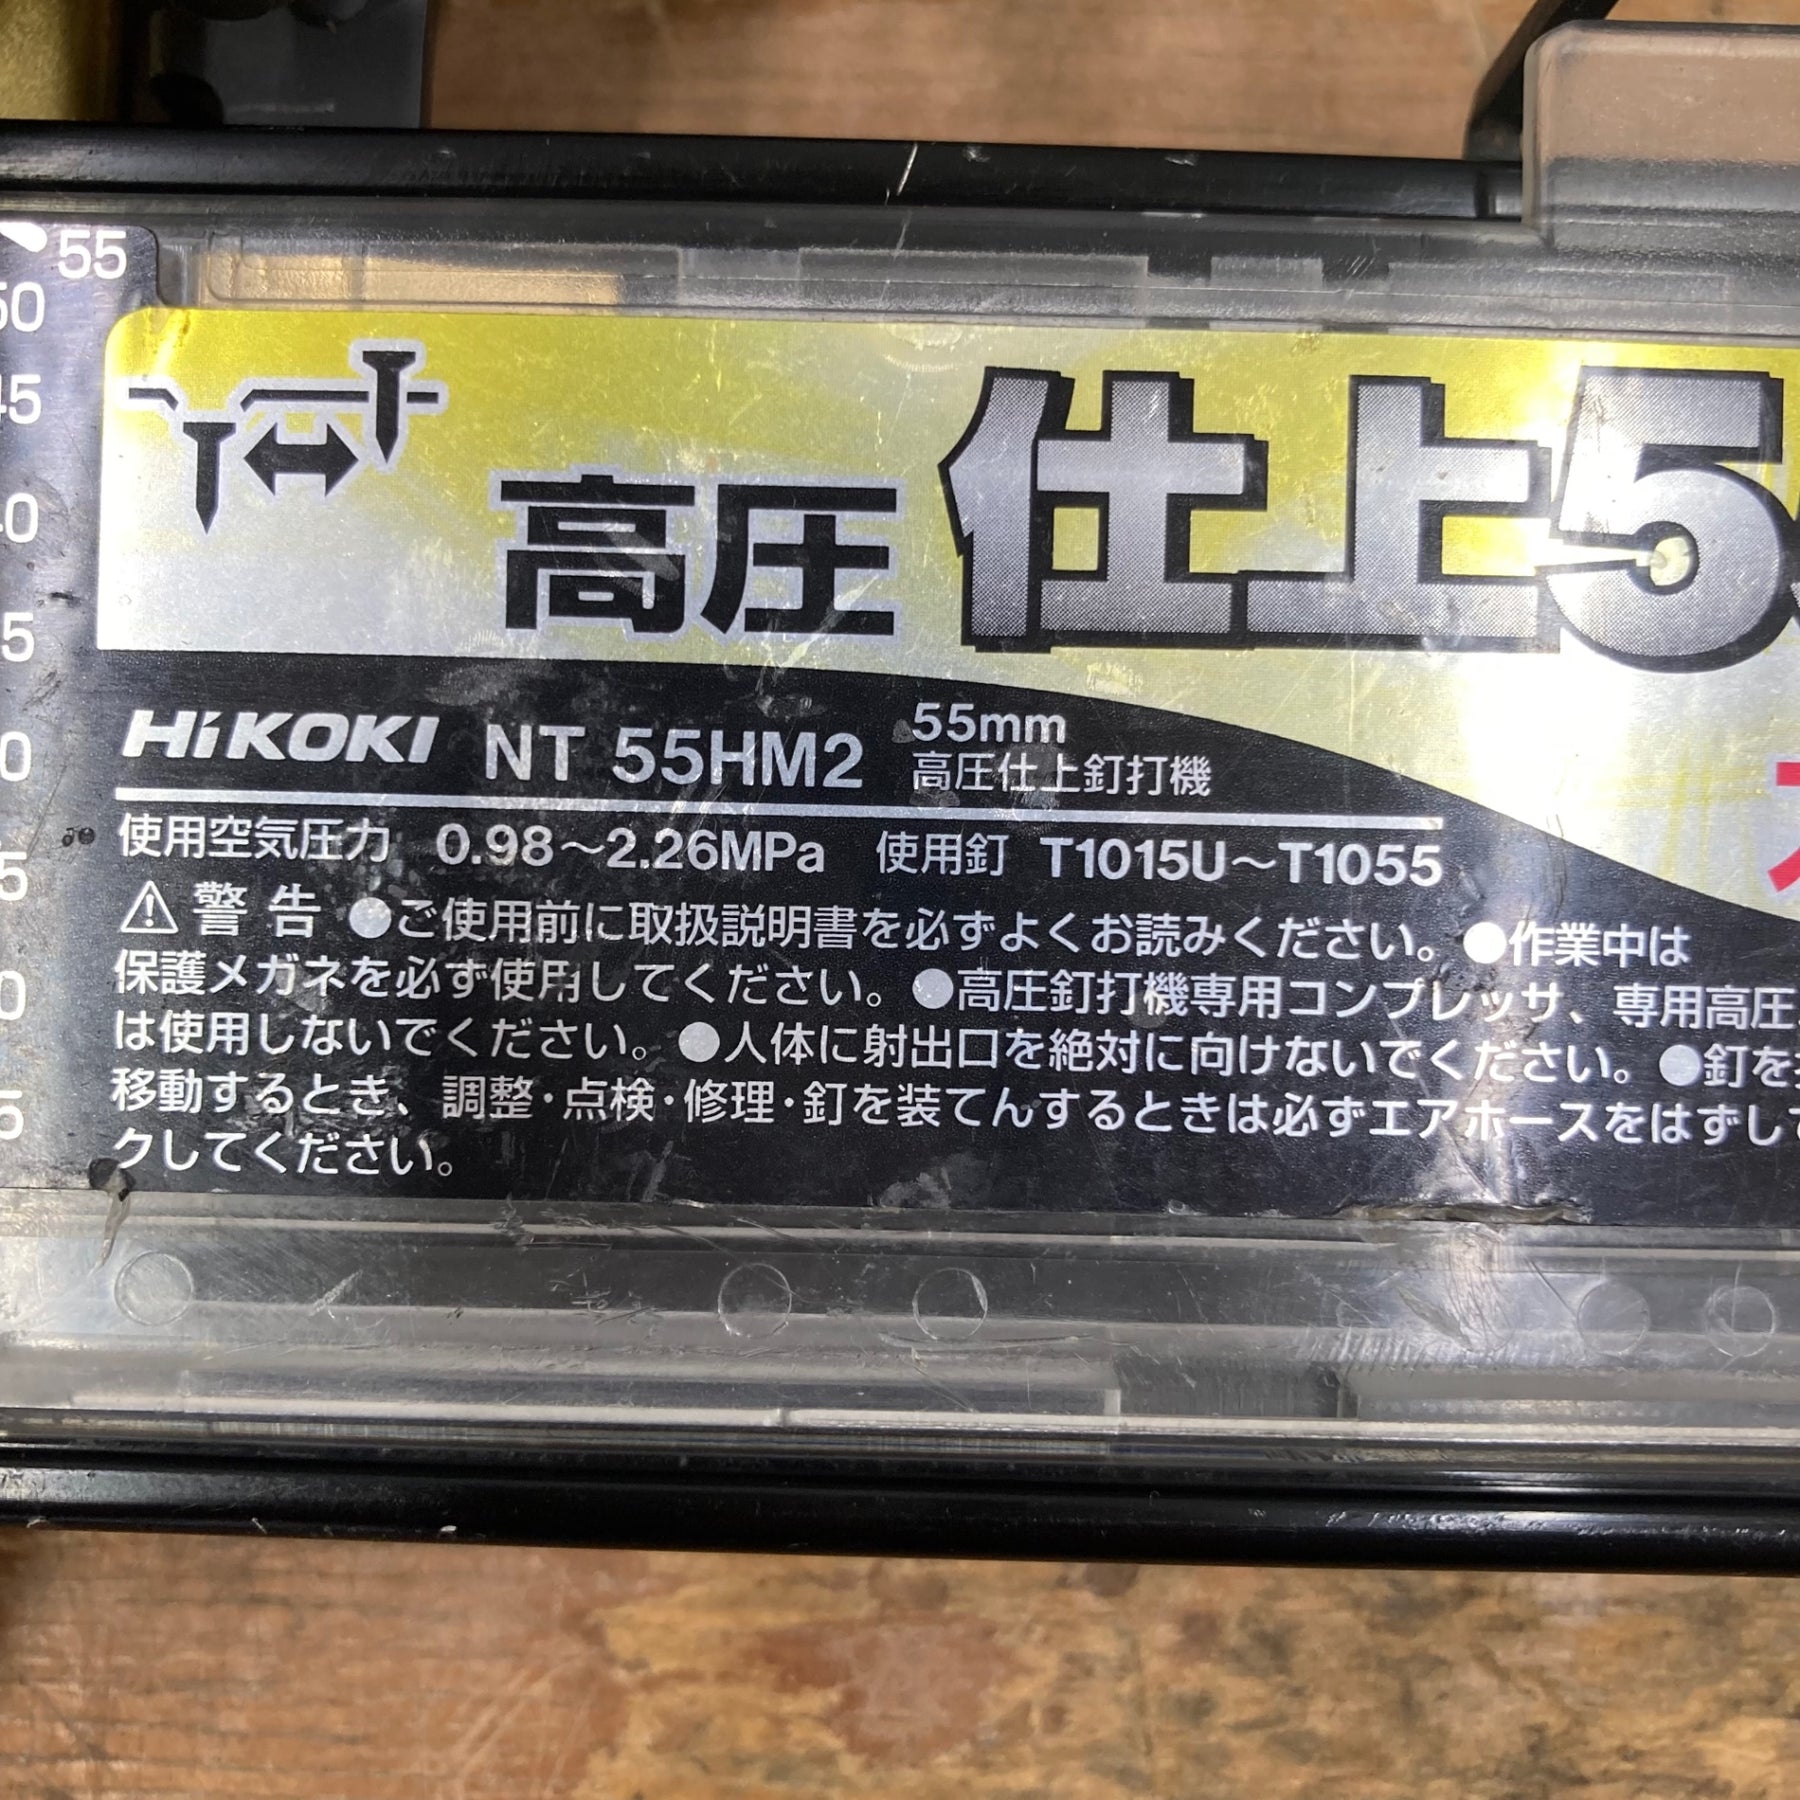 55
50
45
高圧 仕上5
HiKOKI NT 55HM2 55mm
高圧仕上釘打機
使用空気圧力 0.98～2.26MPa 使用釘 T1015U～T1055
⚠警告 ●ご使用前に取扱説明書を必ずよくお読みください。●作業中は
保護メガネを必ず使用してください。●高圧釘打機専用コンプレッサ、専用高圧
は使用しないでください。●人体に射出口を絶対に向けないでください。●釘を
移動するとき、調整・点検・修理・釘を装てんするときは必ずエアホースをはずして
クしてください。